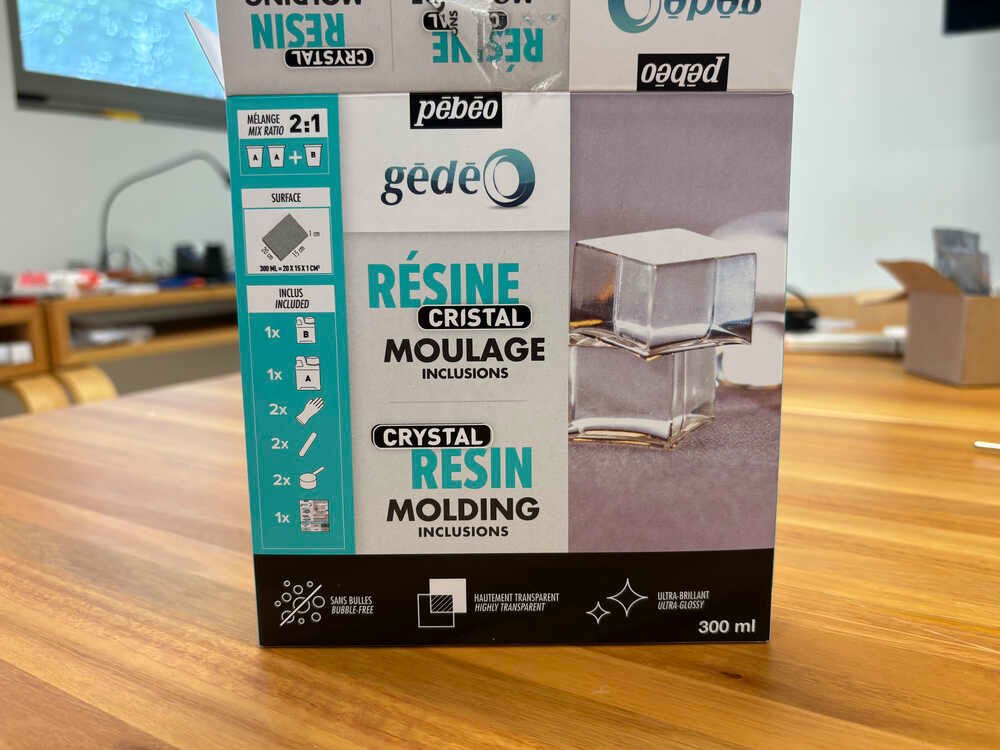 MOLDING
RESIN
CRYSTAL
RÉSINE
gēdēo
pēbēo
pēbēo
gēdēo
MÉLANGE
MIX RATIO 2:1
A A + B
SURFACE
20 cm 15 cm 1 cm
300 ML = 20 X 15 X 1 CM³
INCLUS
INCLUDED
1x B
1x A
2x
2x
2x
1x
RÉSINE
CRISTAL
MOULAGE
INCLUSIONS
CRYSTAL
RESIN
MOLDING
INCLUSIONS
SANS BULLES
BUBBLE-FREE
HAUTEMENT TRANSPARENT
HIGHLY TRANSPARENT
ULTRA-BRILLANT
ULTRA-GLOSSY
300 ml